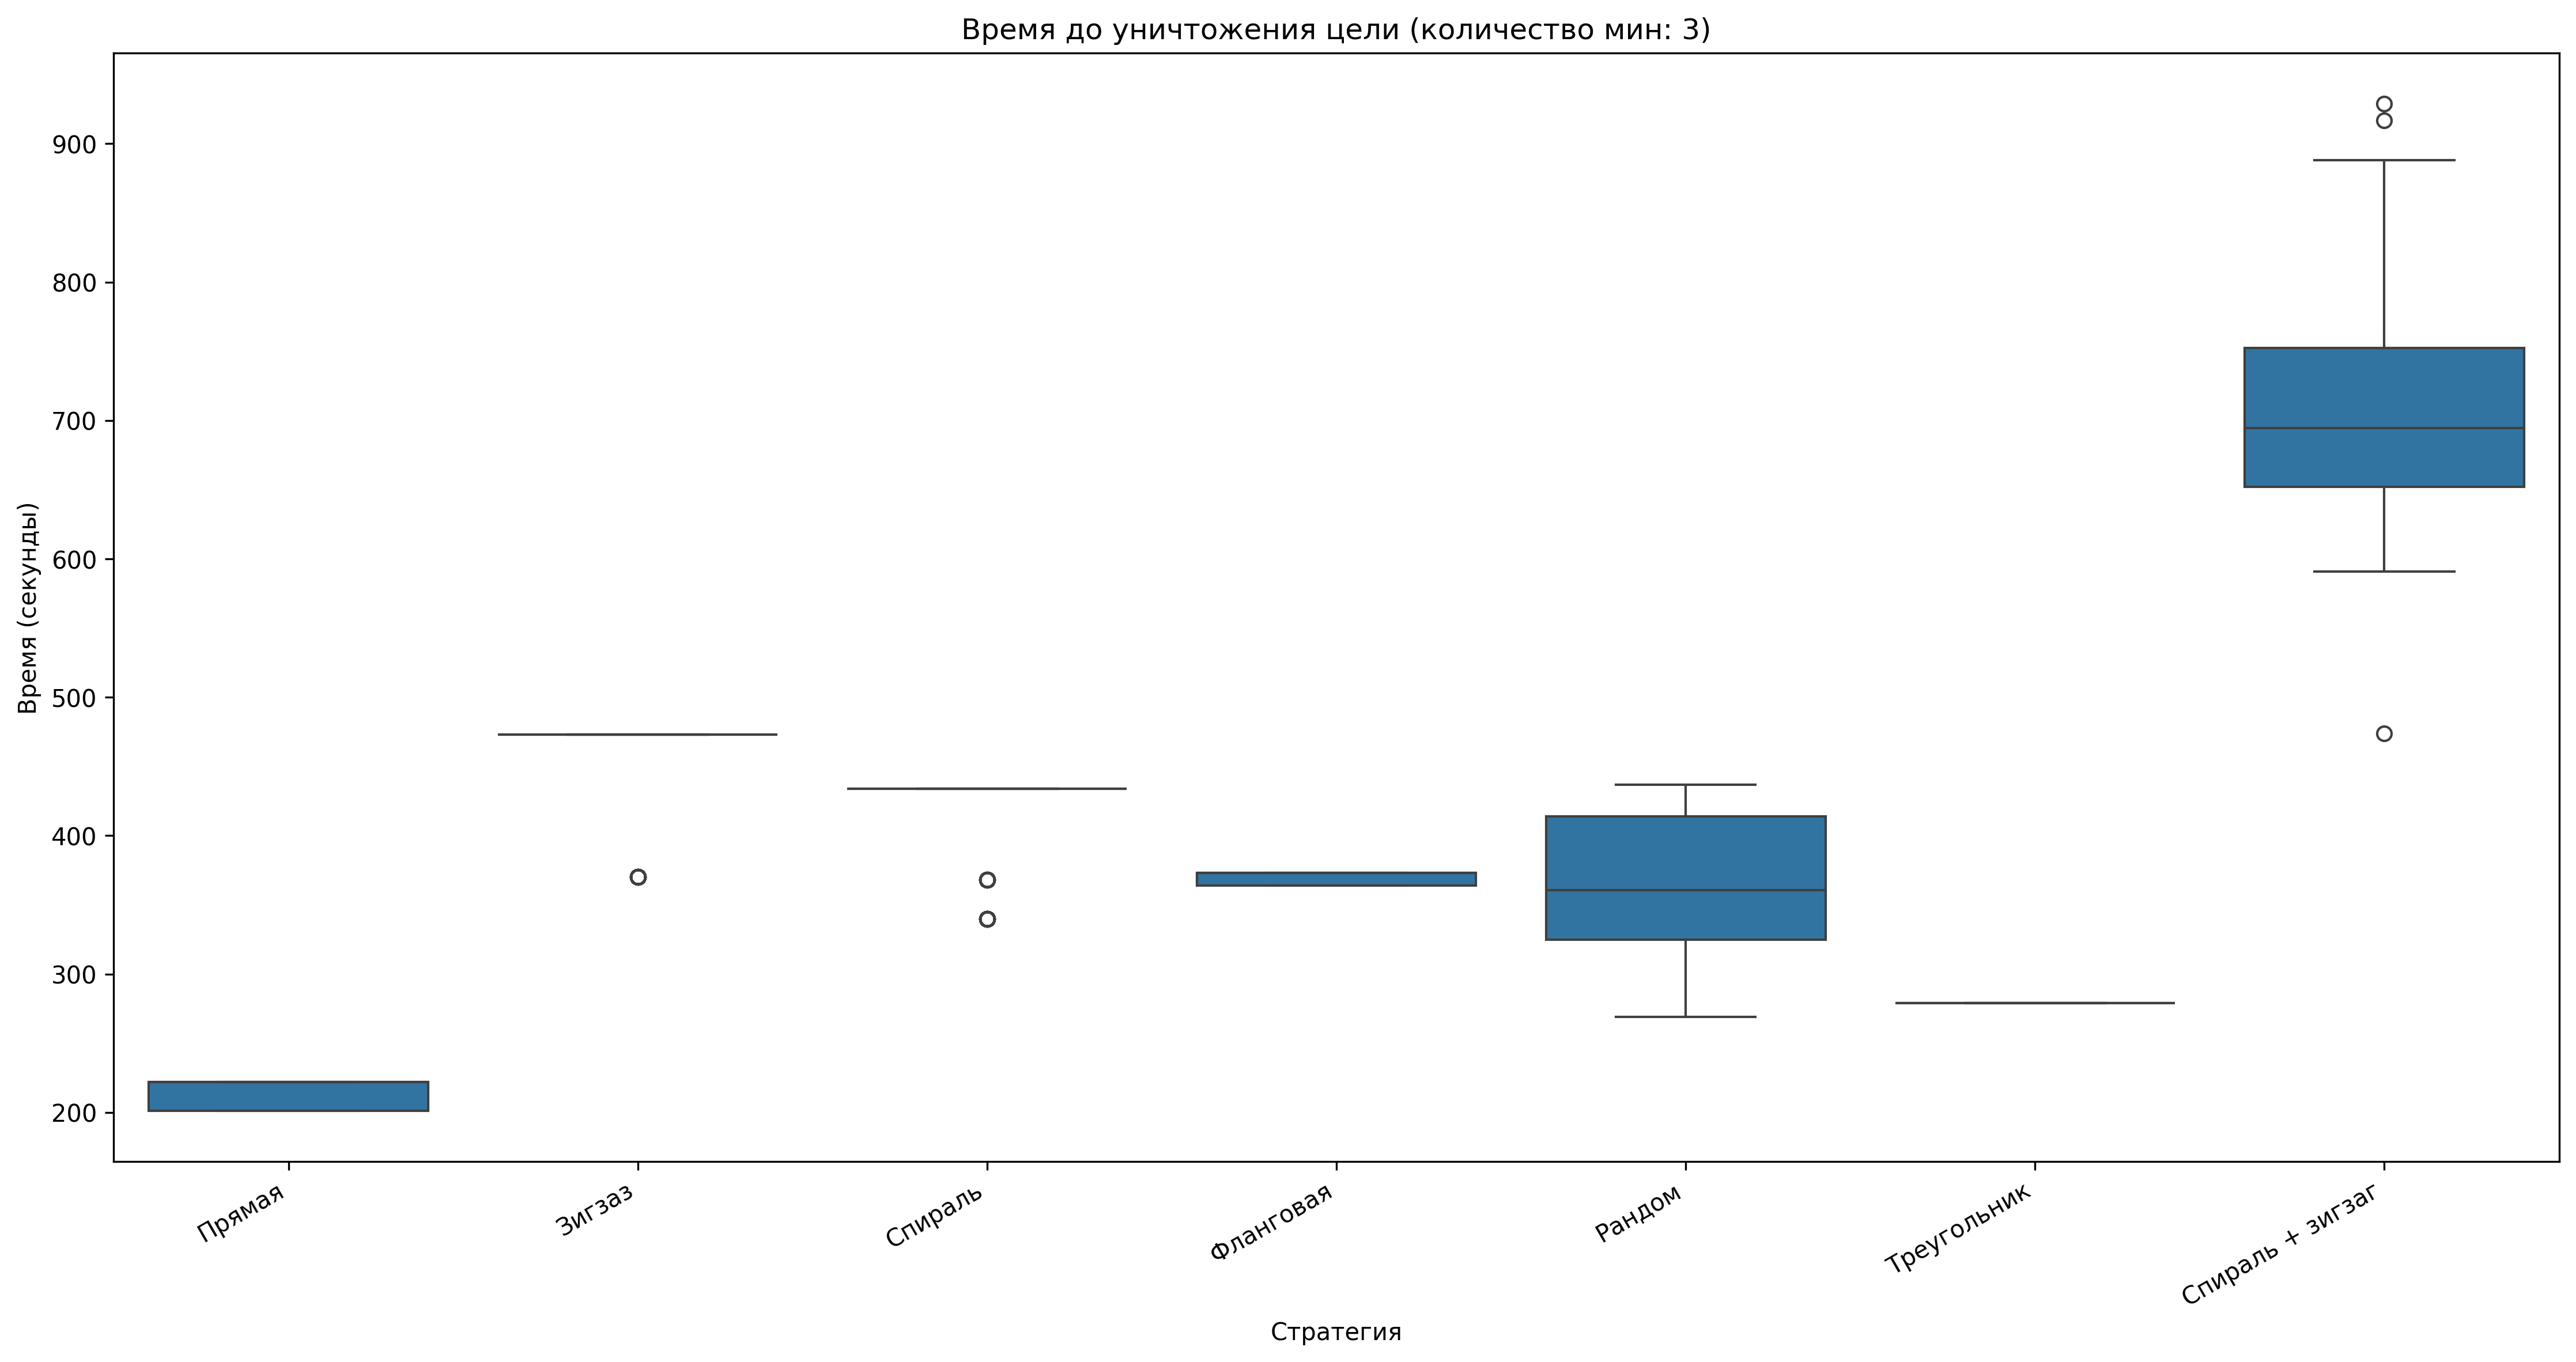 Время до уничтожения цели (количество мин: 3)
Время (секунды)
900
800
700
600
500
400
300
200
Прямая
Зигзаз
Спираль
Фланговая
Рандом
Треугольник
Спираль + зигзаг
Стратегия